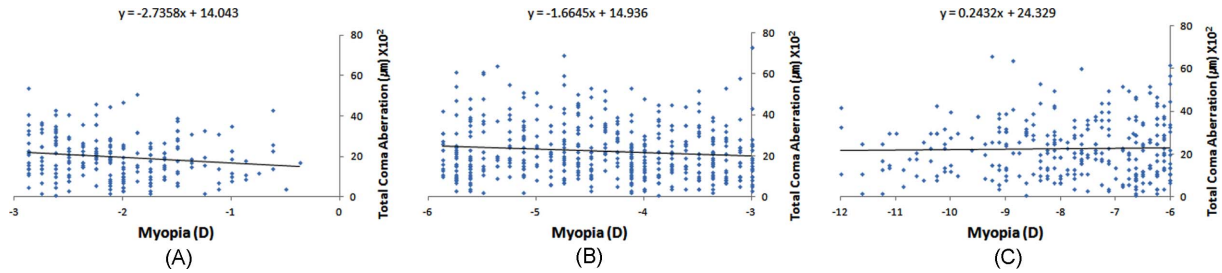 y = -2.7358x + 14.043
80
60
40
20
0
Total Coma Aberration (µm) X10²
-3
-2
-1
0
Myopia (D)
(A)
y = -1.6645x + 14.936
80
60
40
20
0
Total Coma Aberration (µm) X10²
-6
-5
-4
-3
Myopia (D)
(B)
y = 0.2432x + 24.329
80
60
40
20
0
Total Coma Aberration (µm) X10²
-12
-11
-10
-9
-8
-7
-6
Myopia (D)
(C)